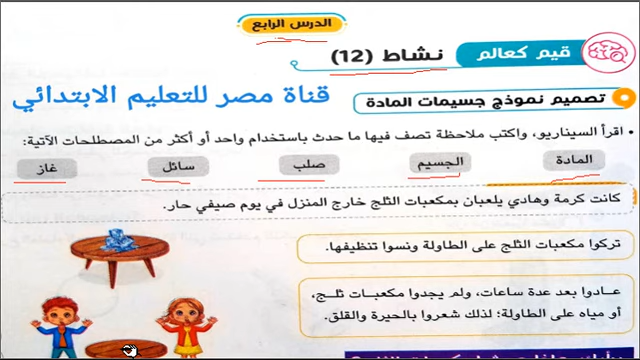 الدرس الرابع
قيم كعالم
نشاط (12)
قناة مصر للتعليم الابتدائي
تصميم نموذج جسيمات المادة
• اقرأ السيناريو، واكتب ملاحظة تصف فيها ما حدث باستخدام واحد أو أكثر من المصطلحات الآتية:
المادة الجسيم صلب سائل غاز
كانت كرمة وهادي يلعبان بمكعبات الثلج خارج المنزل في يوم صيفي حار.
تركوا مكعبات الثلج على الطاولة ونسوا تنظيفها.
عادوا بعد عدة ساعات، ولم يجدوا مكعبات ثلج،
أو مياه على الطاولة؛ لذلك شعروا بالحيرة والقلق.